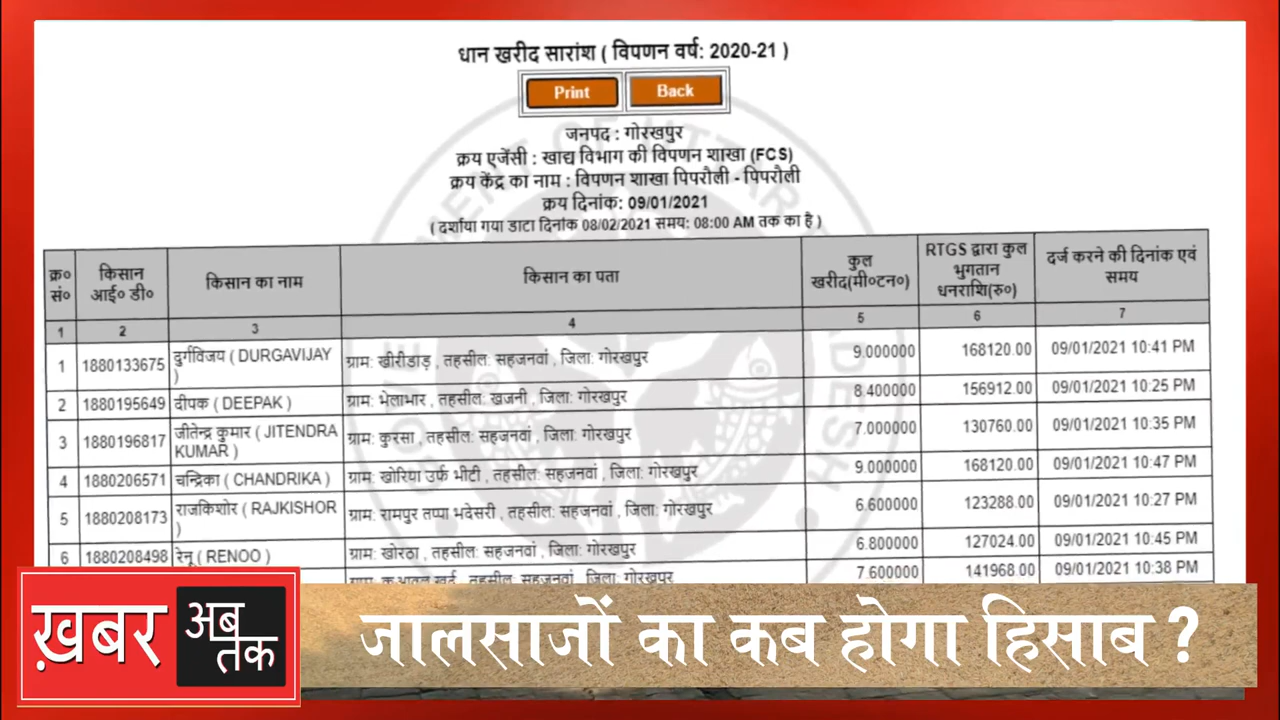 धान खरीद सारांश ( विपणन वर्ष: 2020-21 )
Print Back
जनपद : गोरखपुर
क्रय एजेंसी : खाद्य विभाग की विपणन शाखा (FCS)
क्रय केंद्र का नाम : विपणन शाखा पिपरौली - पिपरौली
क्रय दिनांक: 09/01/2021
( दर्शाया गया डाटा दिनांक 08/02/2021 समय: 08:00 AM तक का है )
क्र० सं० किसान आई० डी० किसान का नाम किसान का पता कुल खरीद(मी०टन०) RTGS द्वारा कुल भुगतान धनराशि(रु०) दर्ज करने की दिनांक एवं समय
1 2 3 4 5 6 7
1 1880133675 दुर्गविजय ( DURGAVIJAY ) ग्राम: खीरीडाड़ , तहसील: सहजनवां , जिला: गोरखपुर 9.000000 168120.00 09/01/2021 10:41 PM
2 1880195649 दीपक ( DEEPAK ) ग्राम: भेलाभार , तहसील: खजनी , जिला: गोरखपुर 8.400000 156912.00 09/01/2021 10:25 PM
3 1880196817 जीतेन्द्र कुमार ( JITENDRA KUMAR ) ग्राम: कुरसा , तहसील: सहजनवां , जिला: गोरखपुर 7.000000 130760.00 09/01/2021 10:35 PM
4 1880206571 चन्द्रिका ( CHANDRIKA ) ग्राम: खोरिया उर्फ भीटी , तहसील: सहजनवां , जिला: गोरखपुर 9.000000 168120.00 09/01/2021 10:47 PM
5 1880208173 राजकिशोर ( RAJKISHOR ) ग्राम: रामपुर तप्पा भदेसरी , तहसील: सहजनवां , जिला: गोरखपुर 6.600000 123288.00 09/01/2021 10:27 PM
6 1880208498 रेनू ( RENOO ) ग्राम: खोरठा , तहसील: सहजनवां , जिला: गोरखपुर 6.800000 127024.00 09/01/2021 10:45 PM
ग्राम: तहसील: सहजनवां , जिला: गोरखपुर 7.600000 141968.00 09/01/2021 10:38 PM
ख़बर अब तक
जालसाजों का कब होगा हिसाब ?